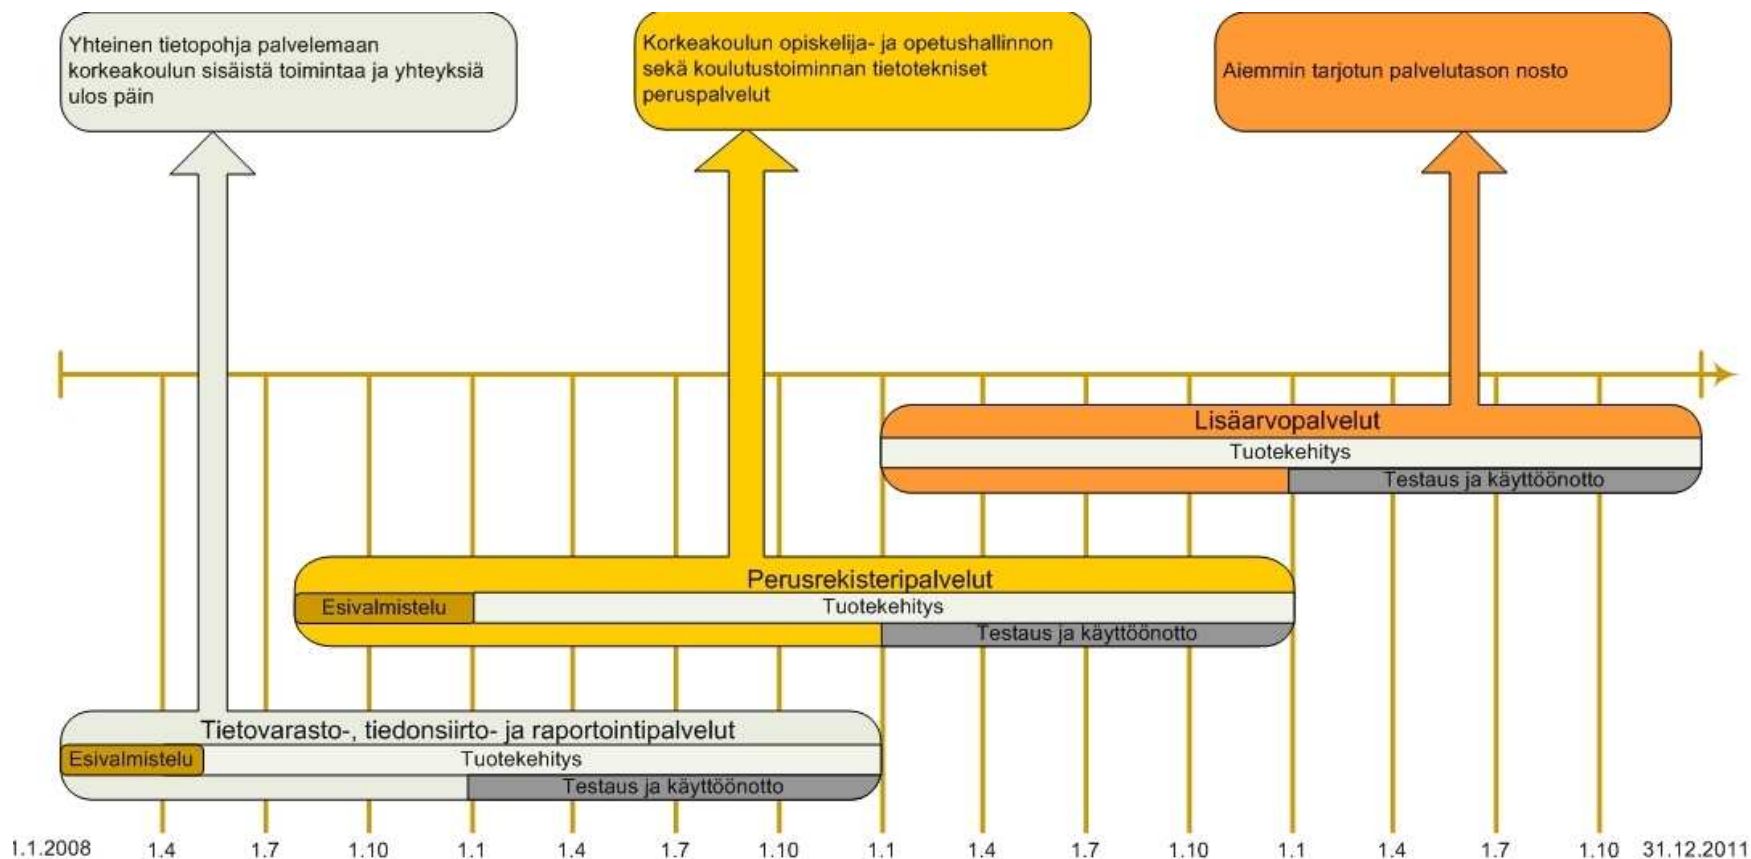 Yhteinen tietopohja palvelemaan
korkeakoulun sisäistä toimintaa ja yhteyksiä
ulos päin
Korkeakoulun opiskelija- ja opetushallinnon
sekä koulutustoiminnan tietotekniset
peruspalvelut
Aiemmin tarjotun palvelutason nosto
Lisäarvopalvelut
Tuotekehitys
Testaus ja käyttöönotto
Perusrekisteripalvelut
Esivalmistelu
Tuotekehitys
Testaus ja käyttöönotto
Tietovarasto-, tiedonsiirto- ja raportointipalvelut
Esivalmistelu
Tuotekehitys
Testaus ja käyttöönotto
1.1.2008 1.4 1.7 1.10 1.1 1.4 1.7 1.10 1.1 1.4 1.7 1.10 1.1 1.4 1.7 1.10 31.12.2011